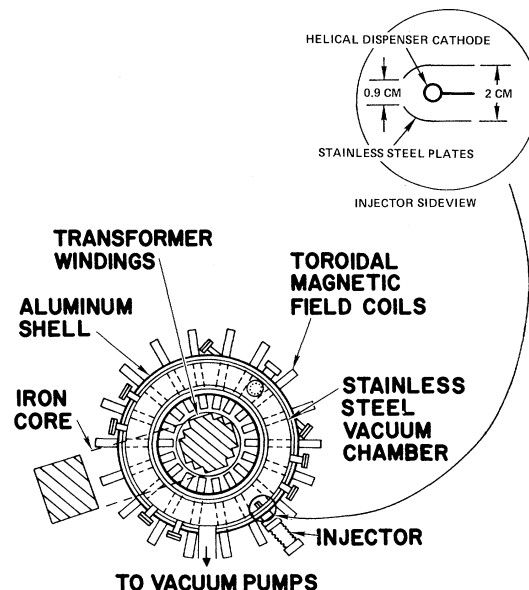 HELICAL DISPENSER CATHODE
0.9 CM
2 CM
STAINLESS STEEL PLATES
INJECTOR SIDEVIEW
TRANSFORMER
WINDINGS
TOROIDAL
MAGNETIC
FIELD COILS
ALUMINUM
SHELL
STAINLESS
STEEL
VACUUM
CHAMBER
IRON
CORE
INJECTOR
TO VACUUM PUMPS